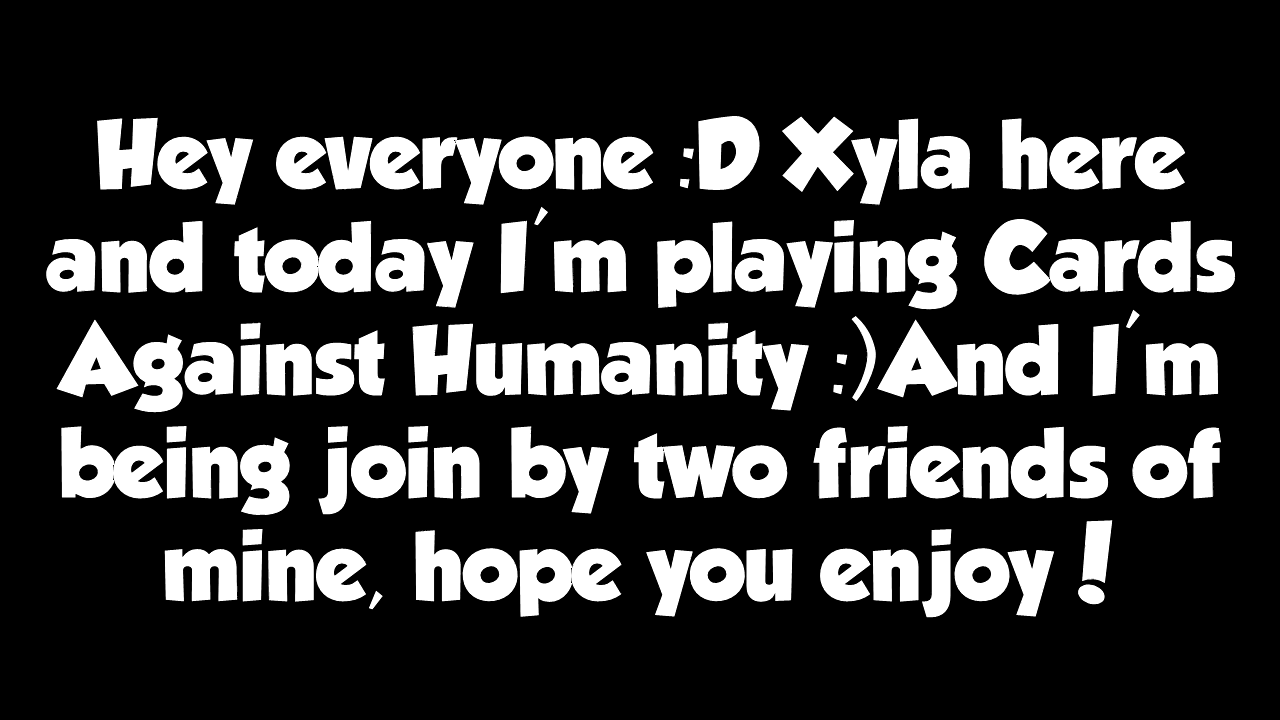 Hey everyone :D Xyla here
and today I'm playing Cards
Against Humanity :)And I'm
being join by two friends of
mine, hope you enjoy!